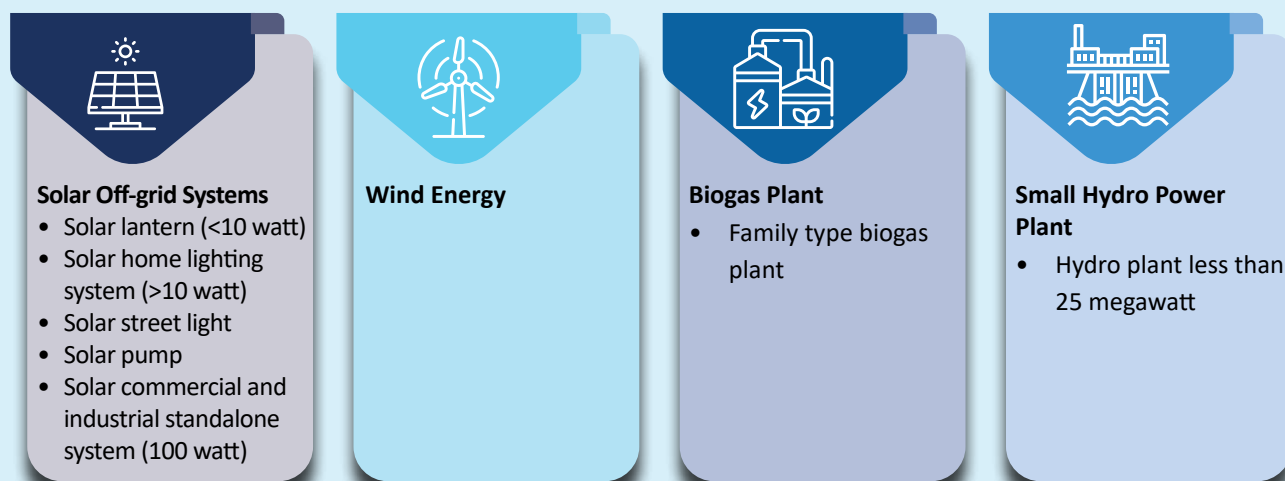 Solar Off-grid Systems
• Solar lantern (<10 watt)
• Solar home lighting
system (>10 watt)
• Solar street light
• Solar pump
• Solar commercial and
industrial standalone
system (100 watt)
Wind Energy
Biogas Plant
• Family type biogas
plant
Small Hydro Power
Plant
• Hydro plant less than
25 megawatt